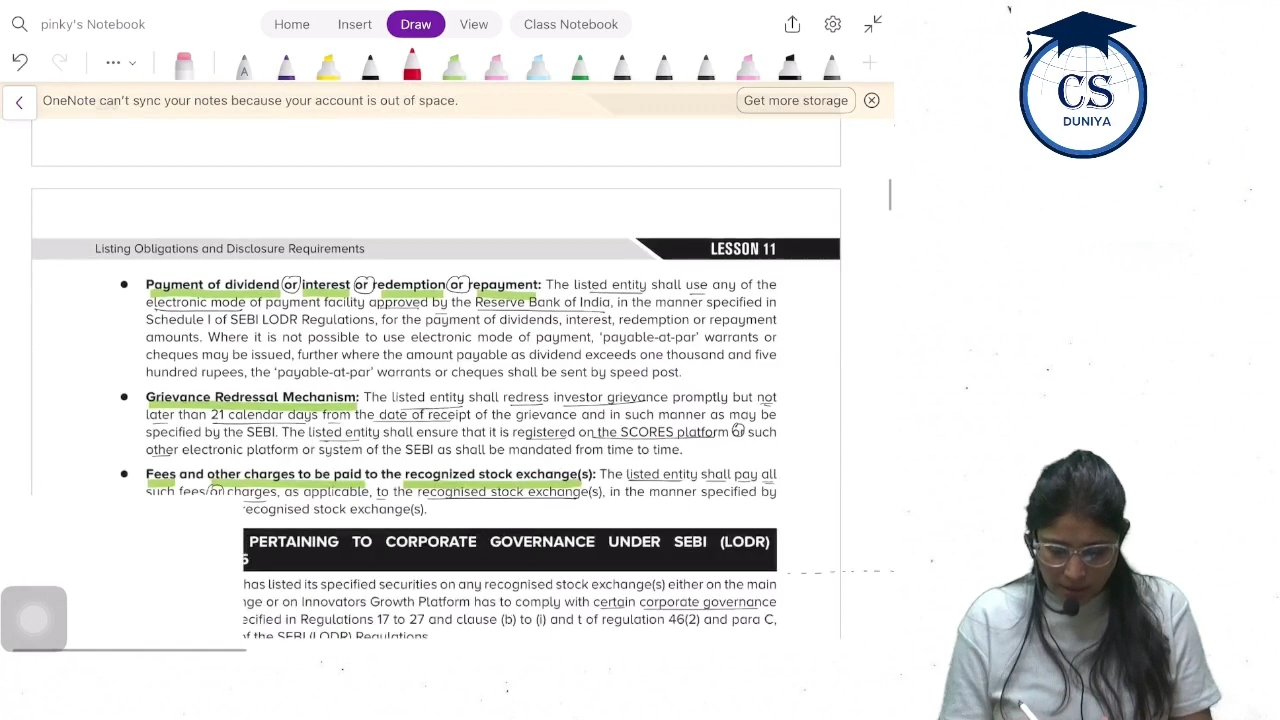 pinky's Notebook
Home Insert Draw View Class Notebook
A
OneNote can't sync your notes because your account is out of space. Get more storage
CS
DUNIYA
Listing Obligations and Disclosure Requirements LESSON 11
● Payment of dividend or interest or redemption or repayment: The listed entity shall use any of the
electronic mode of payment facility approved by the Reserve Bank of India, in the manner specified in
Schedule I of SEBI LODR Regulations, for the payment of dividends, interest, redemption or repayment
amounts. Where it is not possible to use electronic mode of payment, ‘payable-at-par’ warrants or
cheques may be issued, further where the amount payable as dividend exceeds one thousand and five
hundred rupees, the ‘payable-at-par’ warrants or cheques shall be sent by speed post.
● Grievance Redressal Mechanism: The listed entity shall redress investor grievance promptly but not
later than 21 calendar days from the date of receipt of the grievance and in such manner as may be
specified by the SEBI. The listed entity shall ensure that it is registered on the SCORES platform or such
other electronic platform or system of the SEBI as shall be mandated from time to time.
● Fees and other charges to be paid to the recognized stock exchange(s): The listed entity shall pay all
such fees or charges, as applicable, to the recognised stock exchange(s), in the manner specified by
recognised stock exchange(s).
PERTAINING TO CORPORATE GOVERNANCE UNDER SEBI (LODR)
5
has listed its specified securities on any recognised stock exchange(s) either on the main
nge or on Innovators Growth Platform has to comply with certain corporate governance
ecified in Regulations 17 to 27 and clause (b) to (i) and t of regulation 46(2) and para C,
of the SEBI (LODR) Regulations